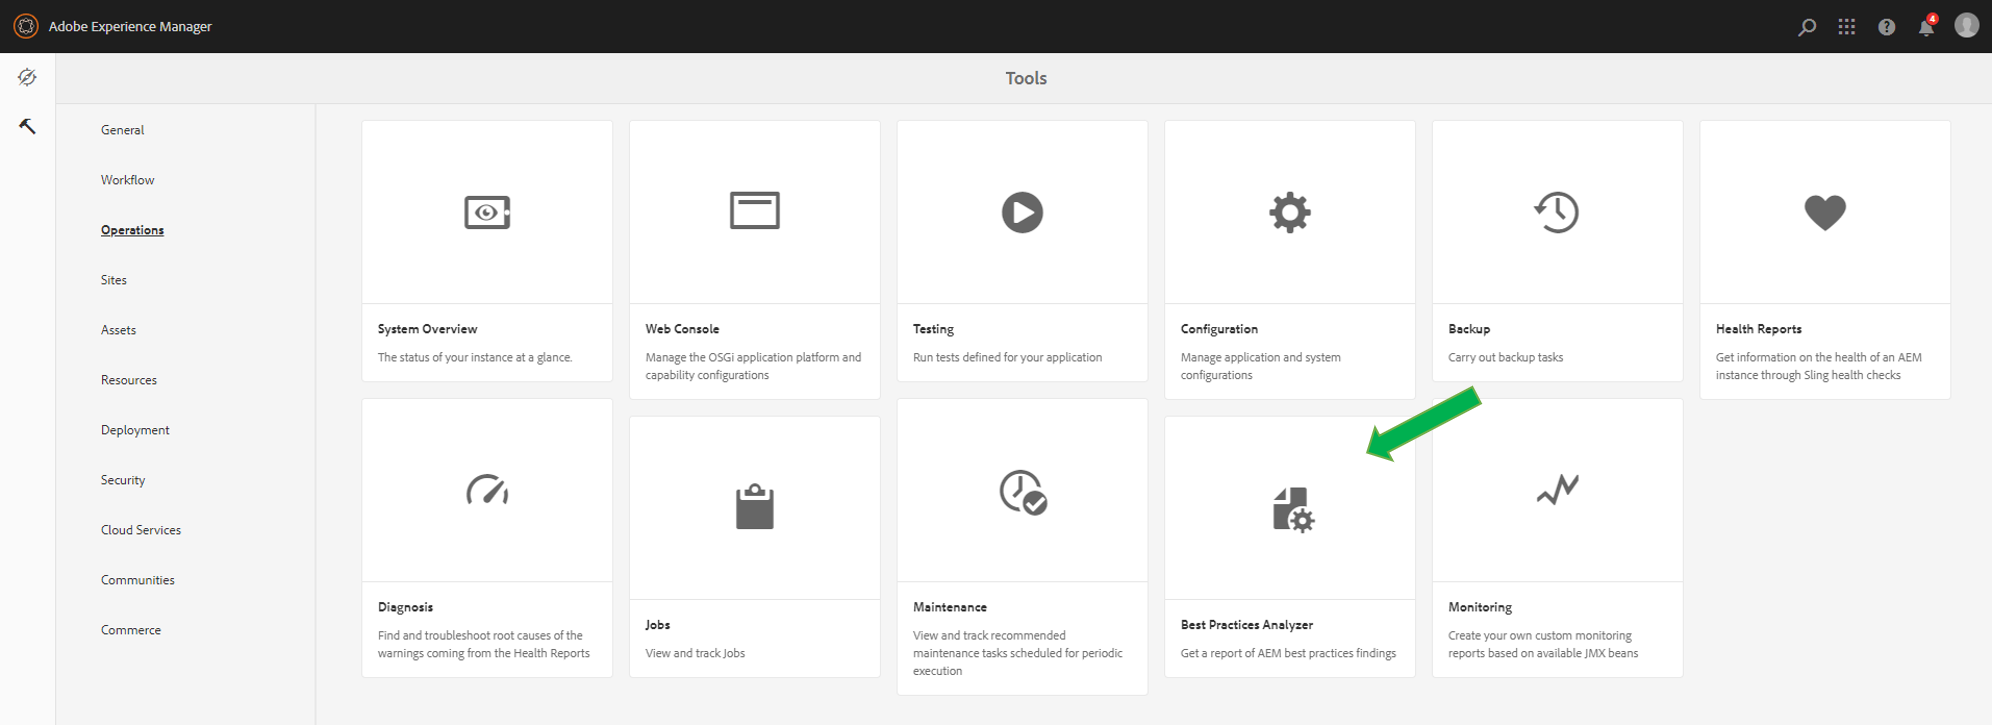 Adobe Experience Manager
4
Tools
General
Workflow
Operations
Sites
Assets
Resources
Deployment
Security
Cloud Services
Communities
Commerce
System Overview
The status of your instance at a glance.
Web Console
Manage the OSGi application platform and
capability configurations
Testing
Run tests defined for your application
Configuration
Manage application and system
configurations
Backup
Carry out backup tasks
Health Reports
Get information on the health of an AEM
instance through Sling health checks
Diagnosis
Find and troubleshoot root causes of the
warnings coming from the Health Reports
Jobs
View and track Jobs
Maintenance
View and track recommended
maintenance tasks scheduled for periodic
execution
Best Practices Analyzer
Get a report of AEM best practices findings
Monitoring
Create your own custom monitoring
reports based on available JMX beans